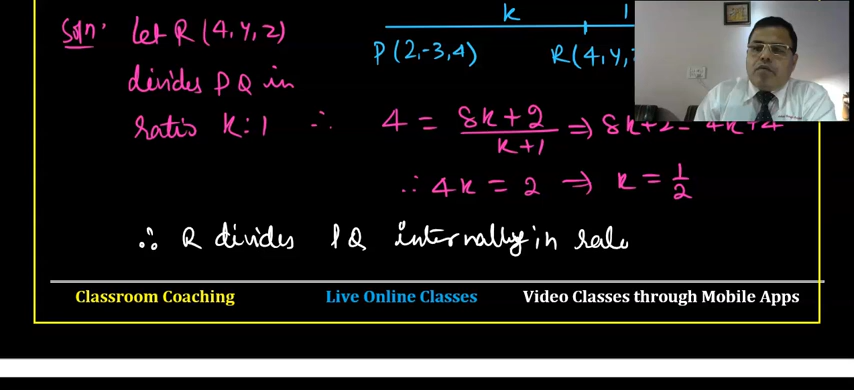 k 1
Soln. Let R (4, y, z)
P(2,-3,4) R(4, y,
divides PQ in
ratio k:1 ∴ 4 = 8k+2/k+1 ⇒ 8k+2 = 4k+4
∴ 4k = 2 ⇒ k = 1/2
∴ R divides PQ internally in
Classroom Coaching Live Online Classes Video Classes through Mobile Apps